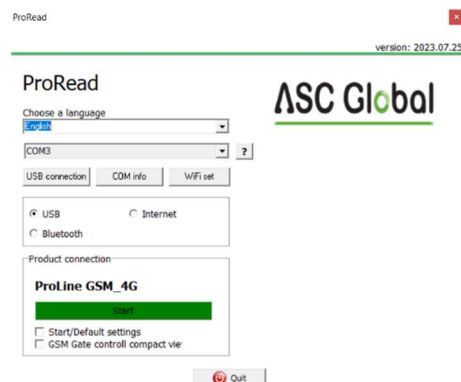 ProRead
version: 2023.07.25
ProRead
ASC Global
Choose a language
English
COM3
?
USB connection
COM info
WiFi set
USB
Internet
Bluetooth
Product connection
ProLine GSM_4G
Start
Start/Default settings
GSM Gate controll compact vie
Quit